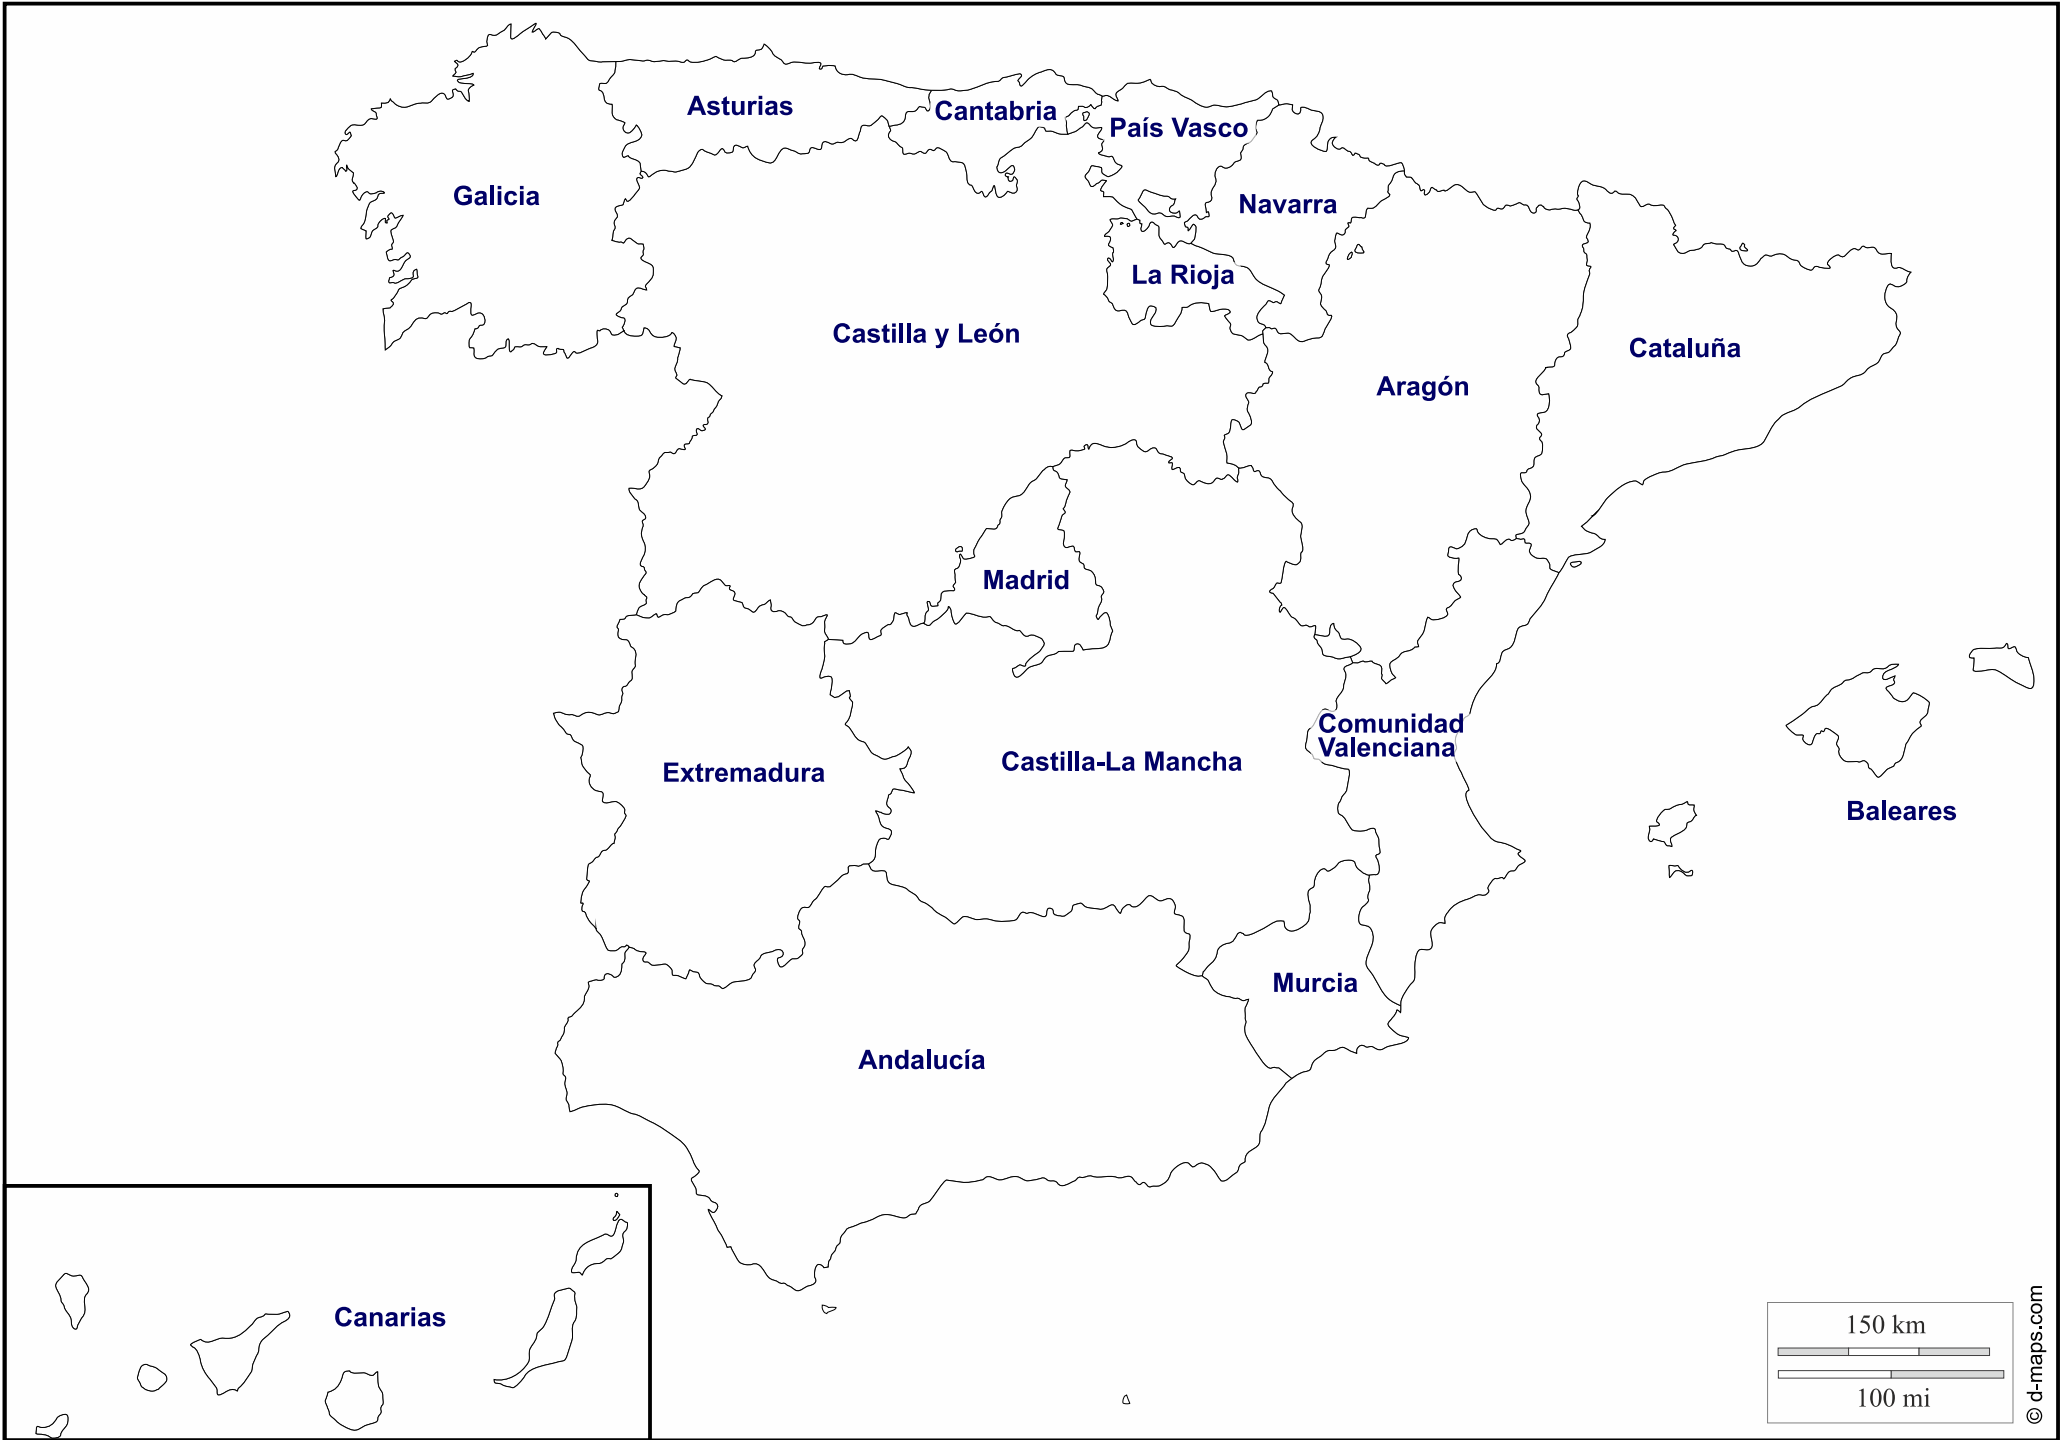 Asturias
Cantabria
País Vasco
Galicia
Navarra
La Rioja
Castilla y León
Cataluña
Aragón
Madrid
Comunidad
Valenciana
Castilla-La Mancha
Extremadura
Baleares
Murcia
Andalucía
Canarias
150 km
100 mi
© d-maps.com